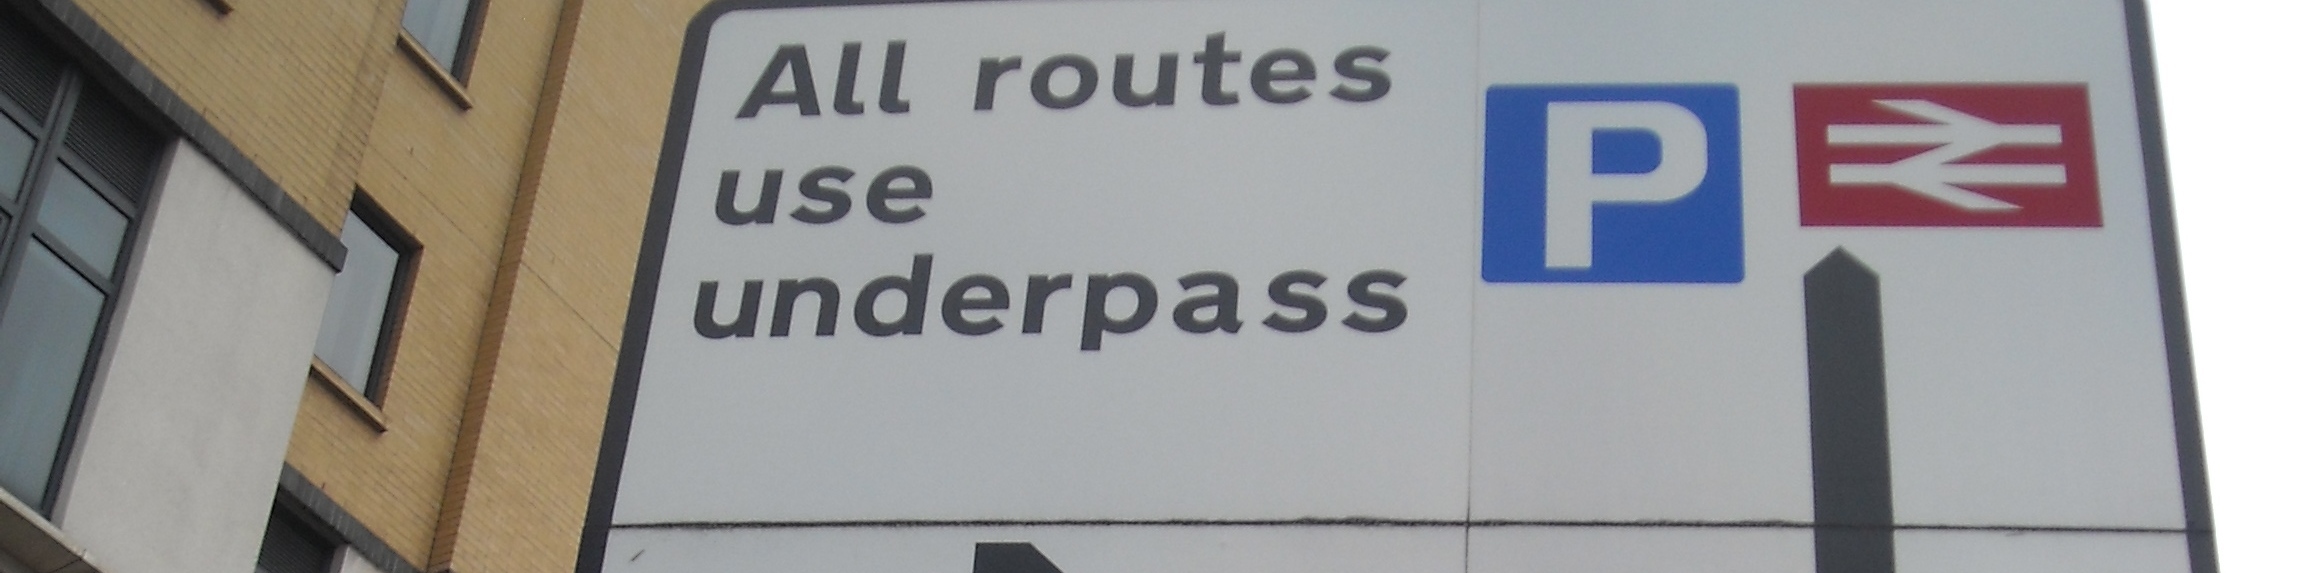 All routes
use
underpass
P